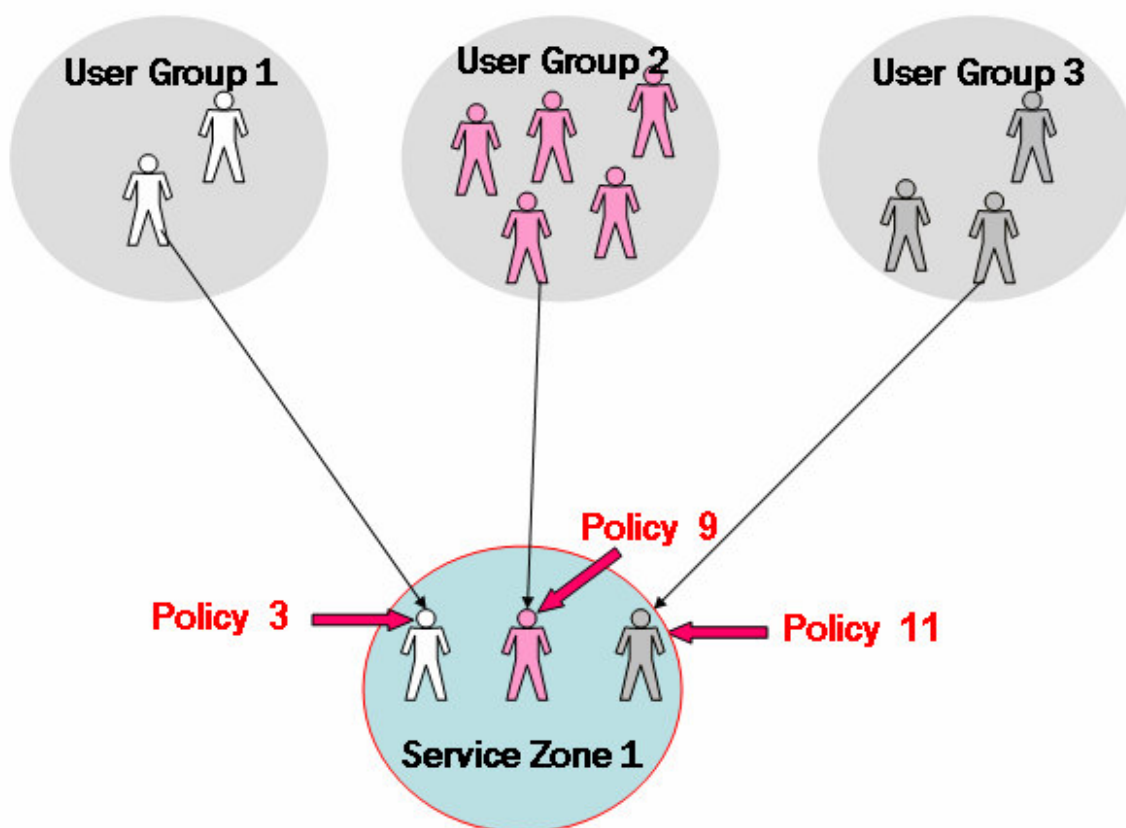 User Group 1
User Group 2
User Group 3
Policy 9
Policy 3
Policy 11
Service Zone 1